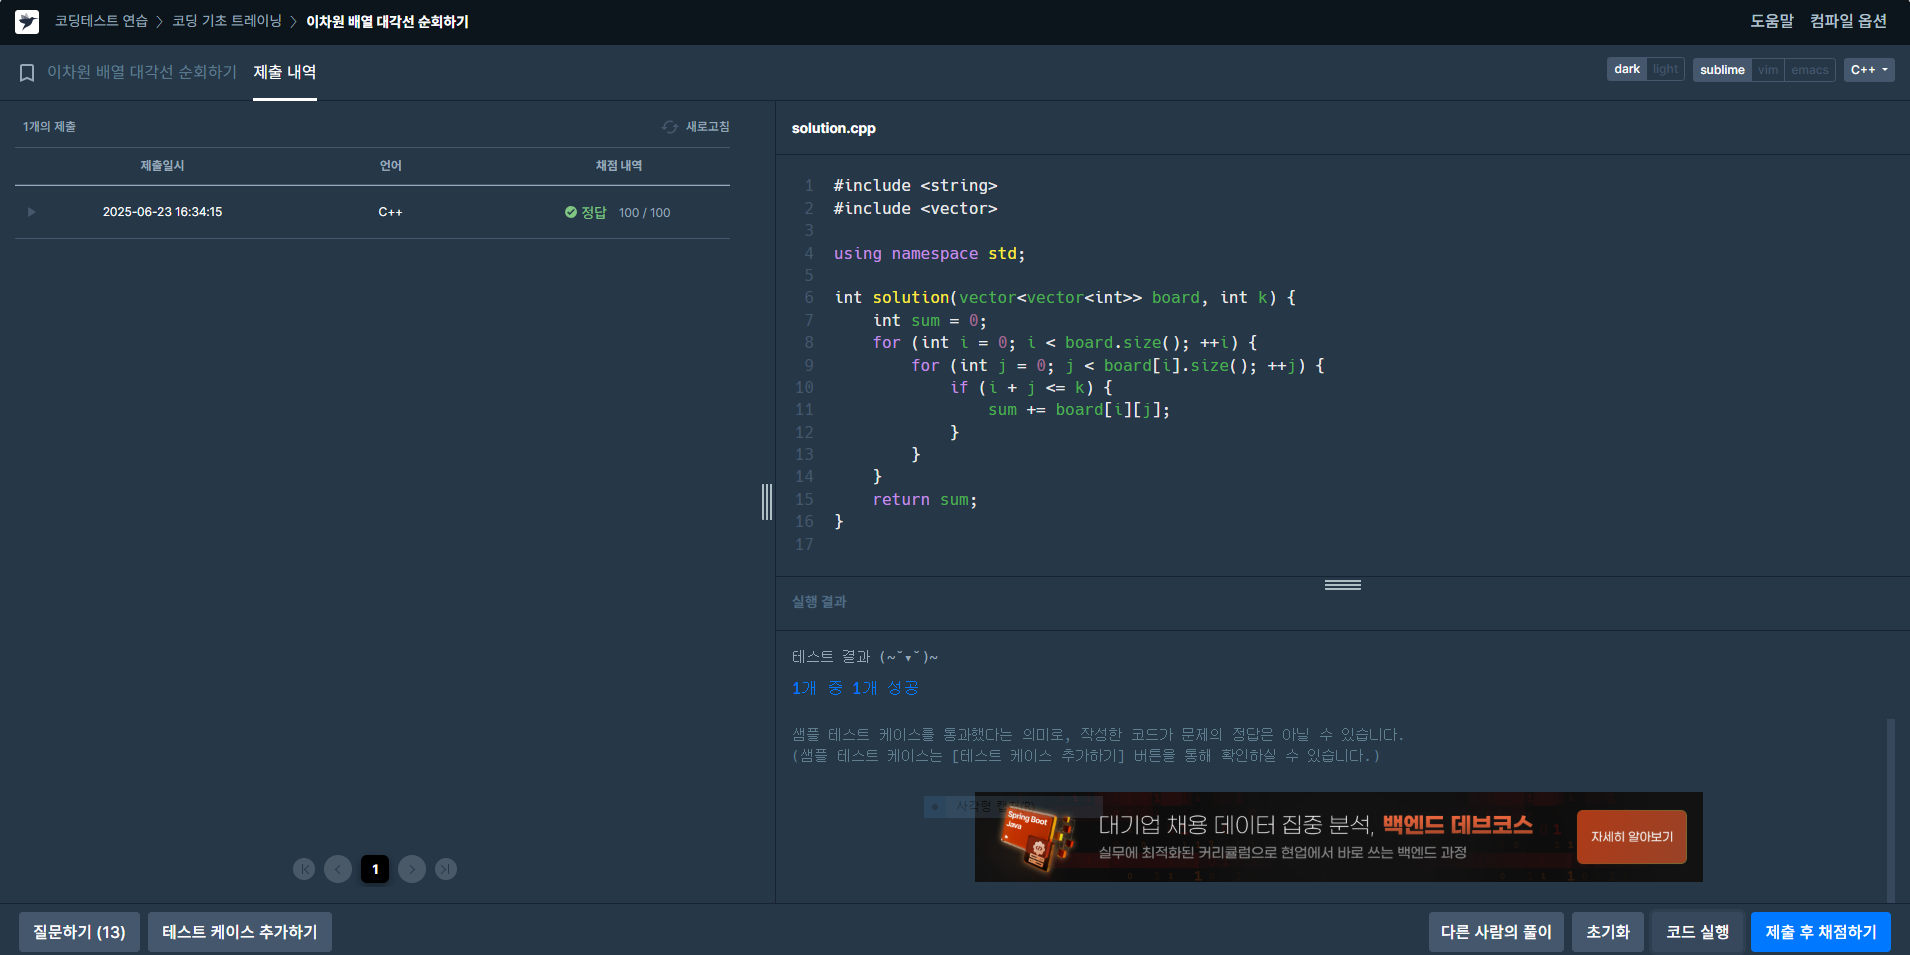 코딩테스트 연습 > 코딩 기초 트레이닝 > 이차원 배열 대각선 순회하기
도움말 컴파일 옵션
이차원 배열 대각선 순회하기 제출 내역
dark light sublime vim emacs C++
1개의 제출 새로고침
제출일시 언어 채점 내역
2025-06-23 16:34:15 C++ 정답 100 / 100
solution.cpp
1 #include <string>
2 #include <vector>
3
4 using namespace std;
5
6 int solution(vector<vector<int>> board, int k) {
7     int sum = 0;
8     for (int i = 0; i < board.size(); ++i) {
9         for (int j = 0; j < board[i].size(); ++j) {
10             if (i + j <= k) {
11                 sum += board[i][j];
12             }
13         }
14     }
15     return sum;
16 }
17
실행 결과
테스트 결과 (~˘▾˘)~
1개 중 1개 성공
샘플 테스트 케이스를 통과했다는 의미로, 작성한 코드가 문제의 정답은 아닐 수 있습니다.
(샘플 테스트 케이스는 [테스트 케이스 추가하기] 버튼을 통해 확인하실 수 있습니다.)
사각형
Spring Boot
Java
대기업 채용 데이터 집중 분석, 백엔드 데브코스
실무에 최적화된 커리큘럼으로 현업에서 바로 쓰는 백엔드 과정
자세히 알아보기
1
질문하기 (13) 테스트 케이스 추가하기
다른 사람의 풀이 초기화 코드 실행 제출 후 채점하기